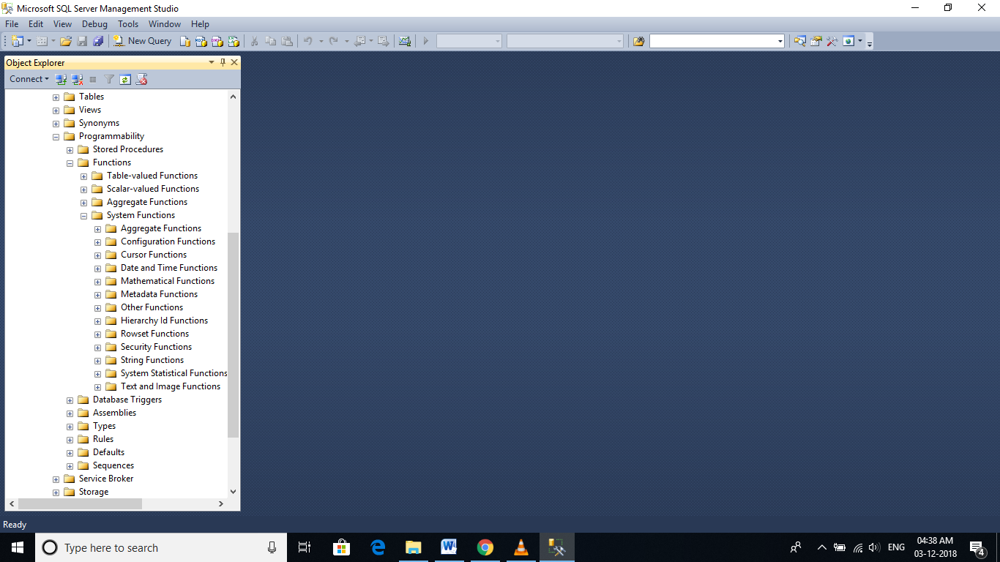 Microsoft SQL Server Management Studio
File Edit View Debug Tools Window Help
New Query
Object Explorer
Connect
Tables
Views
Synonyms
Programmability
Stored Procedures
Functions
Table-valued Functions
Scalar-valued Functions
Aggregate Functions
System Functions
Aggregate Functions
Configuration Functions
Cursor Functions
Date and Time Functions
Mathematical Functions
Metadata Functions
Other Functions
Hierarchy Id Functions
Rowset Functions
Security Functions
String Functions
System Statistical Functions
Text and Image Functions
Database Triggers
Assemblies
Types
Rules
Defaults
Sequences
Service Broker
Storage
Ready
Type here to search
ENG
04:38 AM
03-12-2018
4